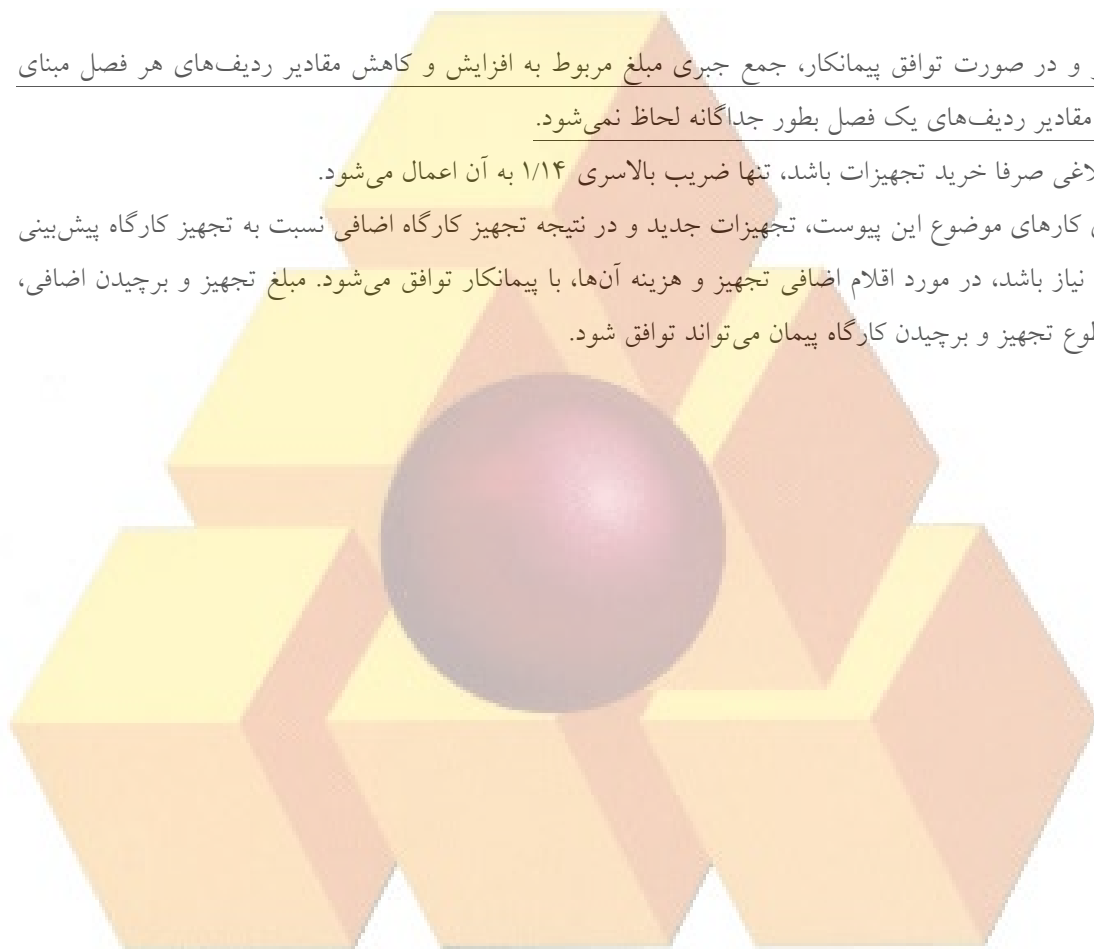 و در صورت توافق پیمانکار، جمع جبری مبلغ مربوط به افزایش و کاهش مقادیر ردیف‌های هر فصل مبنای
مقادیر ردیف‌های یک فصل بطور جداگانه لحاظ نمی‌شود.
صرفا خرید تجهیزات باشد، تنها ضریب بالاسری ۱/۱۴ به آن اعمال می‌شود.
کارهای موضوع این پیوست، تجهیزات جدید و در نتیجه تجهیز کارگاه اضافی نسبت به تجهیز کارگاه پیش‌بینی
نیاز باشد، در مورد اقلام اضافی تجهیز و هزینه آن‌ها، با پیمانکار توافق می‌شود. مبلغ تجهیز و برچیدن اضافی،
تجهیز و برچیدن کارگاه پیمان می‌تواند توافق شود.